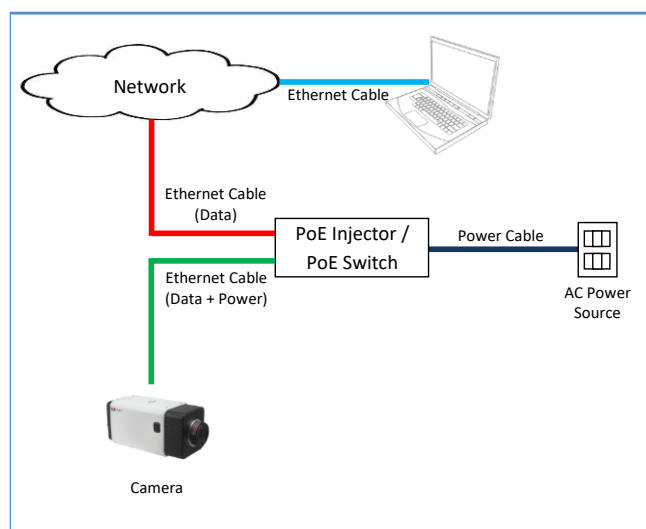 Network
Ethernet Cable
Ethernet Cable
(Data)
PoE Injector /
PoE Switch
Power Cable
Ethernet Cable
(Data + Power)
AC Power
Source
Camera